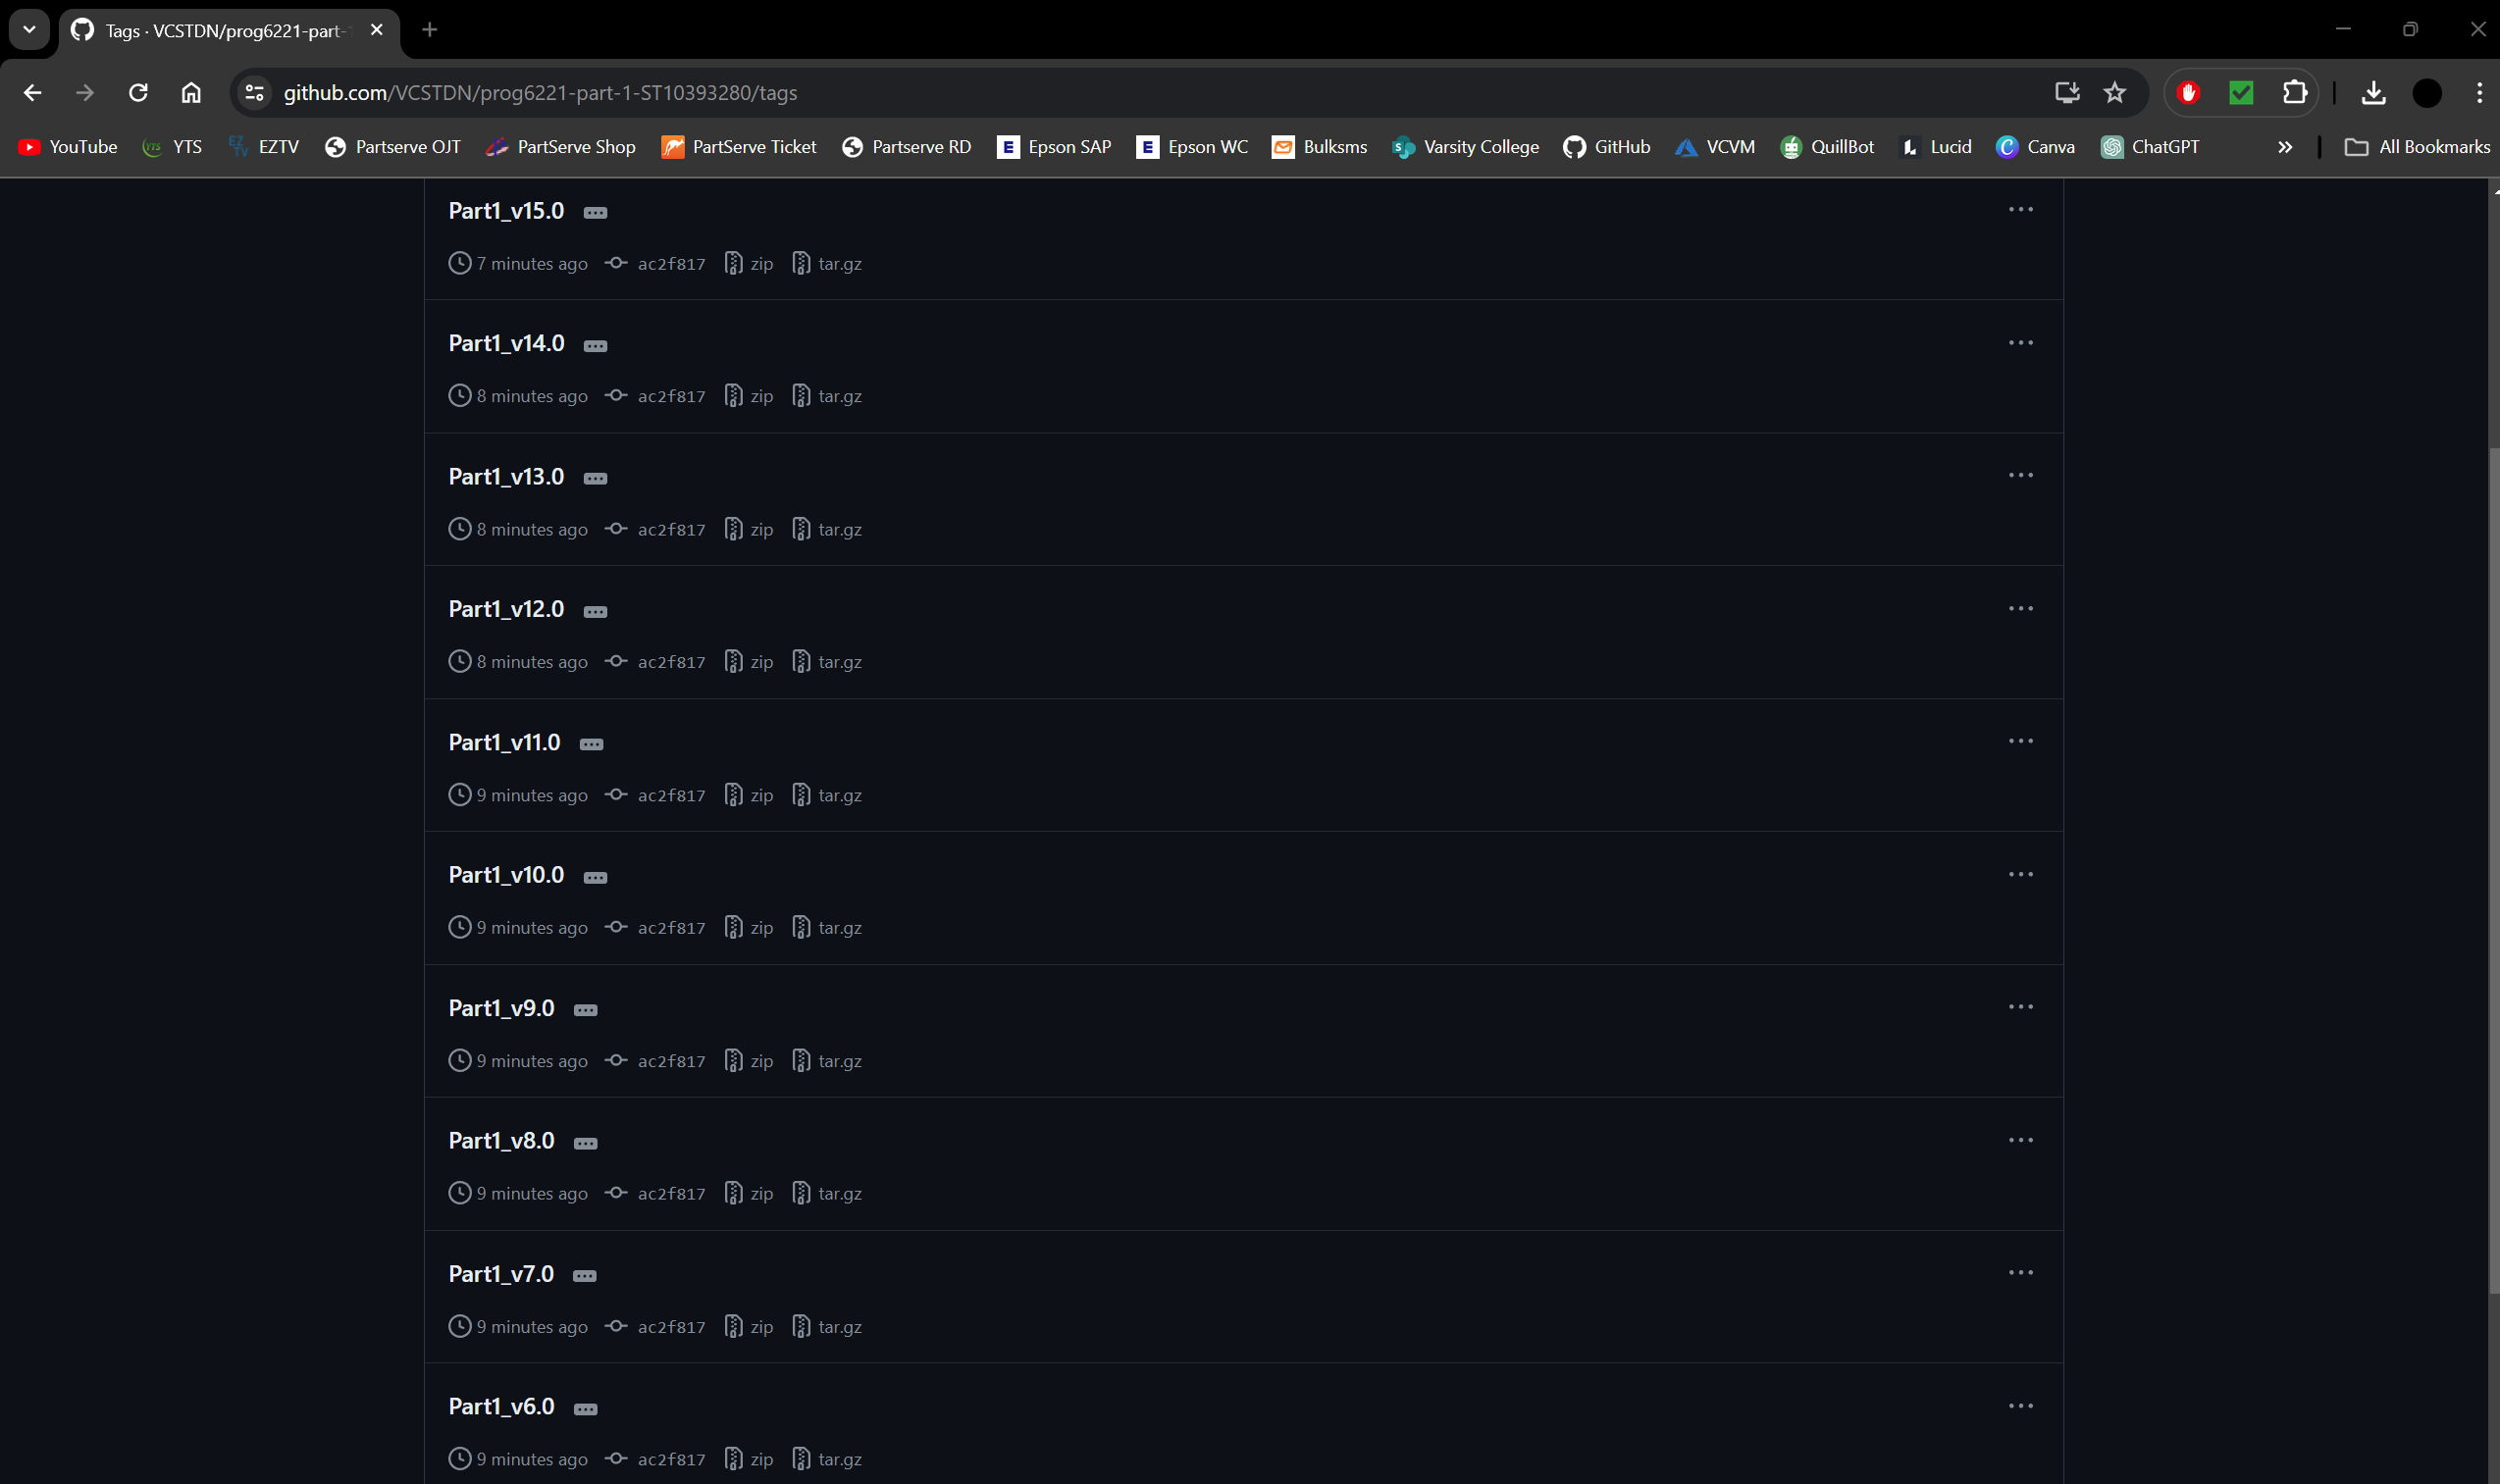 Tags · VCSTDN/prog6221-part-1
github.com/VCSTDN/prog6221-part-1-ST10393280/tags
YouTube YTS EZTV Partserve OJT PartServe Shop PartServe Ticket Partserve RD Epson SAP Epson WC Bulksms Varsity College GitHub VCVM QuillBot Lucid Canva ChatGPT All Bookmarks
Part1_v15.0
7 minutes ago ac2f817 zip tar.gz
Part1_v14.0
8 minutes ago ac2f817 zip tar.gz
Part1_v13.0
8 minutes ago ac2f817 zip tar.gz
Part1_v12.0
8 minutes ago ac2f817 zip tar.gz
Part1_v11.0
9 minutes ago ac2f817 zip tar.gz
Part1_v10.0
9 minutes ago ac2f817 zip tar.gz
Part1_v9.0
9 minutes ago ac2f817 zip tar.gz
Part1_v8.0
9 minutes ago ac2f817 zip tar.gz
Part1_v7.0
9 minutes ago ac2f817 zip tar.gz
Part1_v6.0
9 minutes ago ac2f817 zip tar.gz